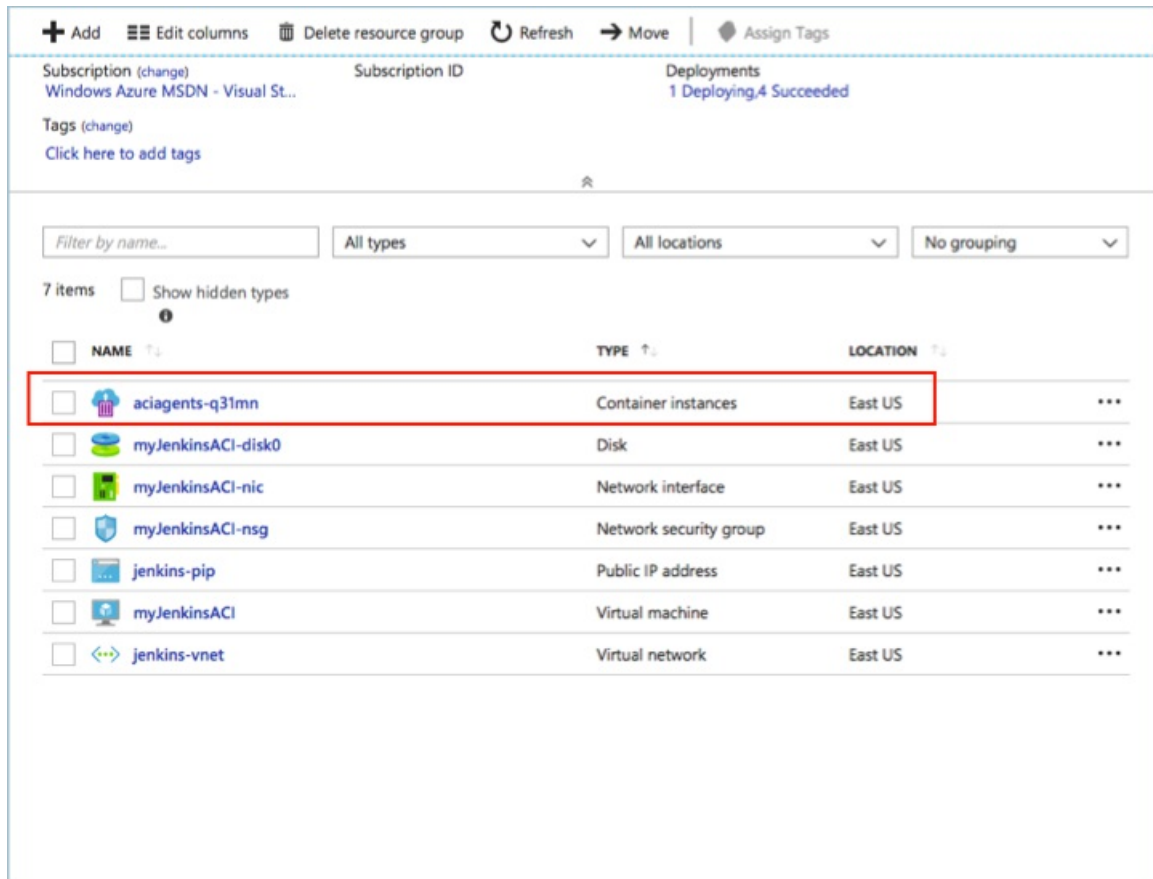 Add Edit columns Delete resource group Refresh Move Assign Tags
Subscription (change) Subscription ID Deployments
Windows Azure MSDN - Visual St... 1 Deploying,4 Succeeded
Tags (change)
Click here to add tags
Filter by name... All types All locations No grouping
7 items Show hidden types
NAME TYPE LOCATION
aciagents-q31mn Container instances East US ...
myJenkinsACI-disk0 Disk East US ...
myJenkinsACI-nic Network interface East US ...
myJenkinsACI-nsg Network security group East US ...
jenkins-pip Public IP address East US ...
myJenkinsACI Virtual machine East US ...
jenkins-vnet Virtual network East US ...